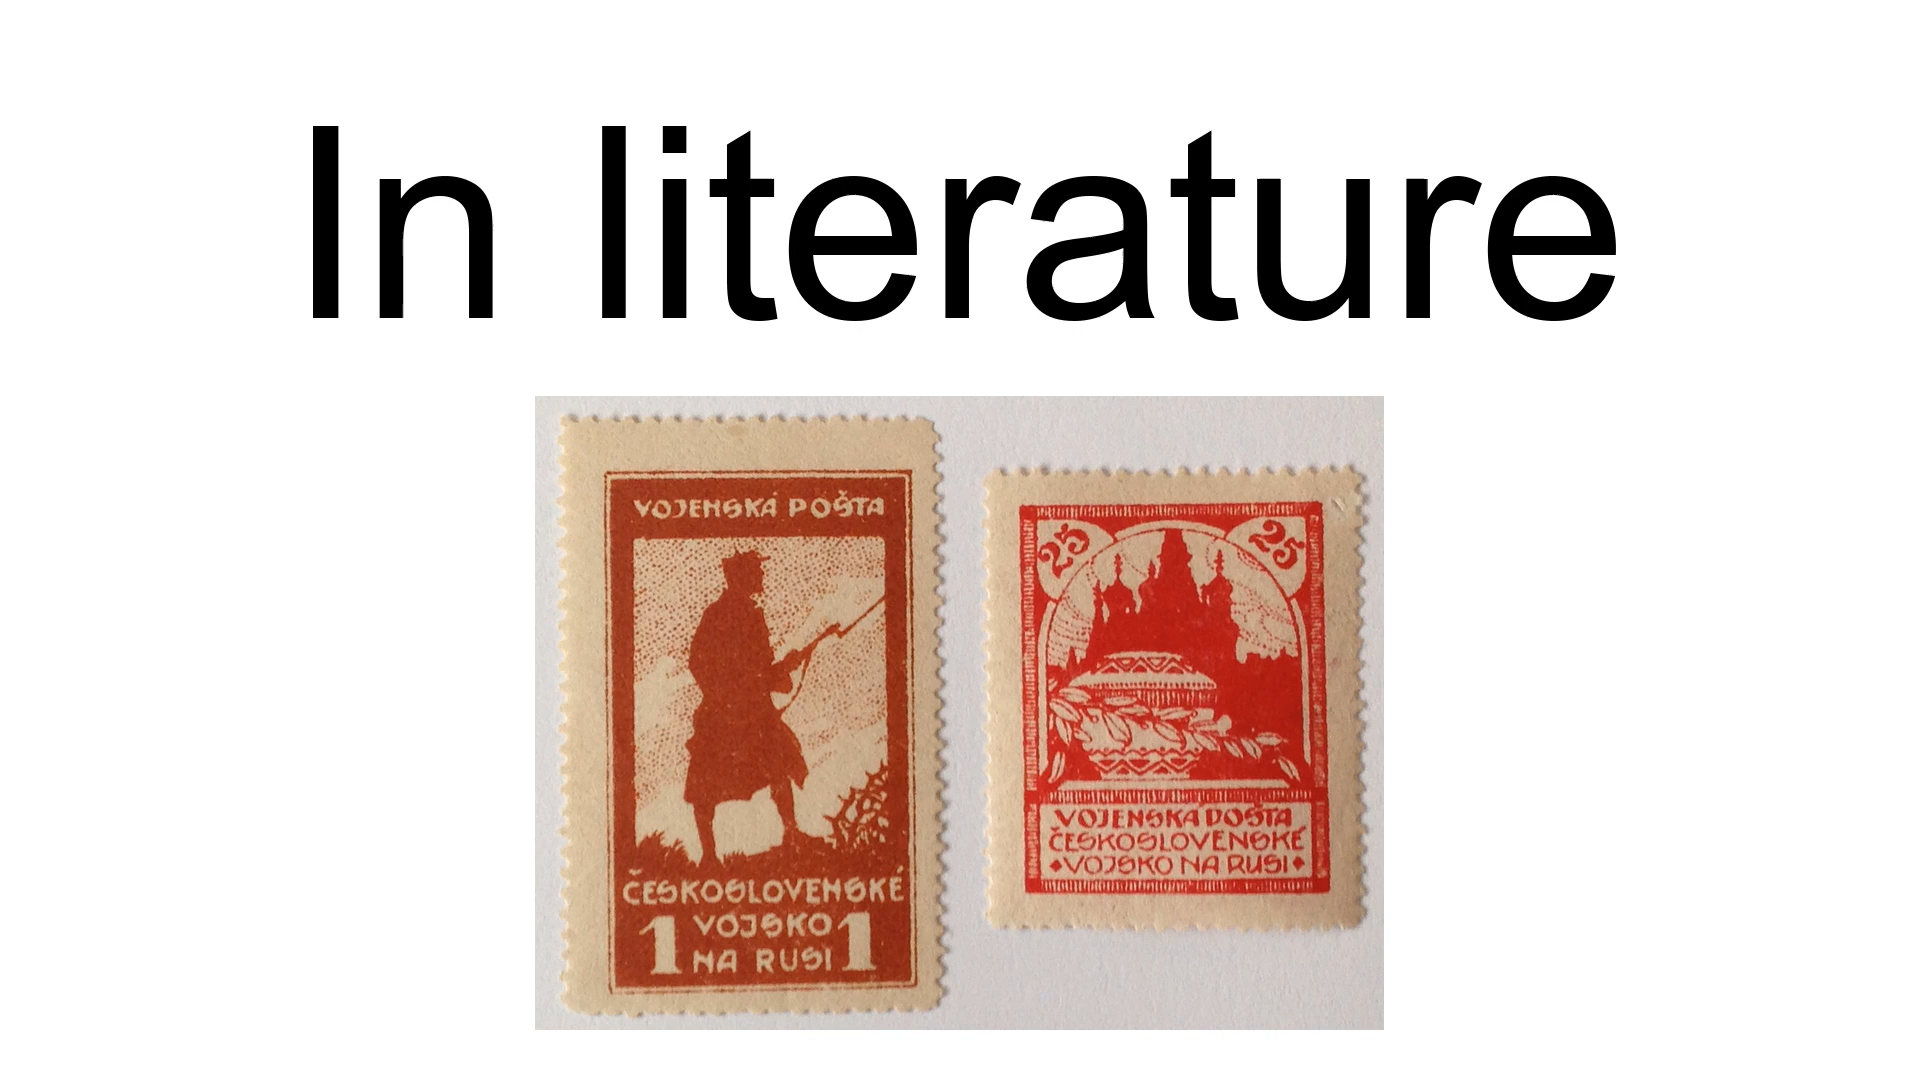 In literature
VOJENSKÁ POŠTA
ČESKOSLOVENSKÉ
1 VOJSKO 1
NA RUSI
25 25
VOJENSKÁ POŠTA
ČESKOSLOVENSKÉ
VOJSKO NA RUSI